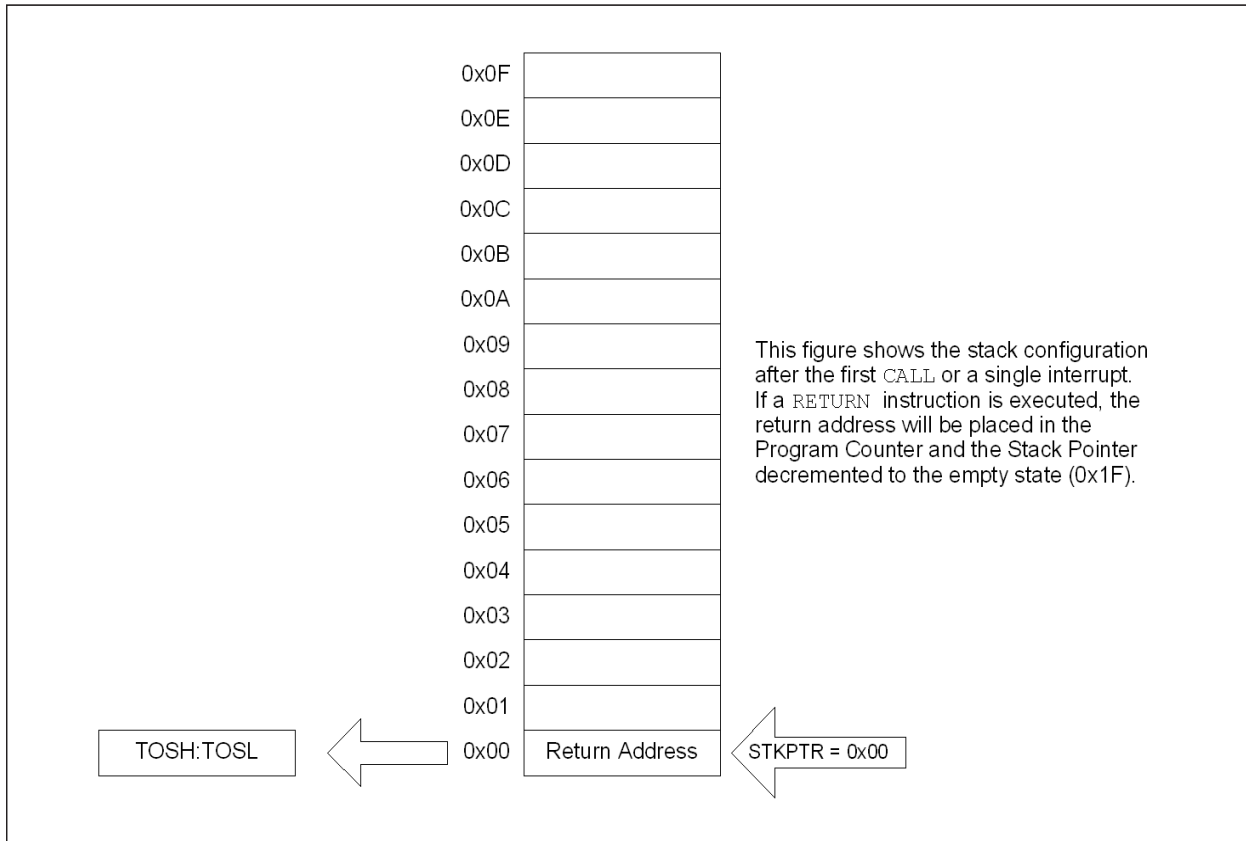 0x0F
0x0E
0x0D
0x0C
0x0B
0x0A
0x09
0x08
0x07
0x06
0x05
0x04
0x03
0x02
0x01
TOSH:TOSL
0x00
Return Address
STKPTR = 0x00
This figure shows the stack configuration
after the first CALL or a single interrupt.
If a RETURN instruction is executed, the
return address will be placed in the
Program Counter and the Stack Pointer
decremented to the empty state (0x1F).